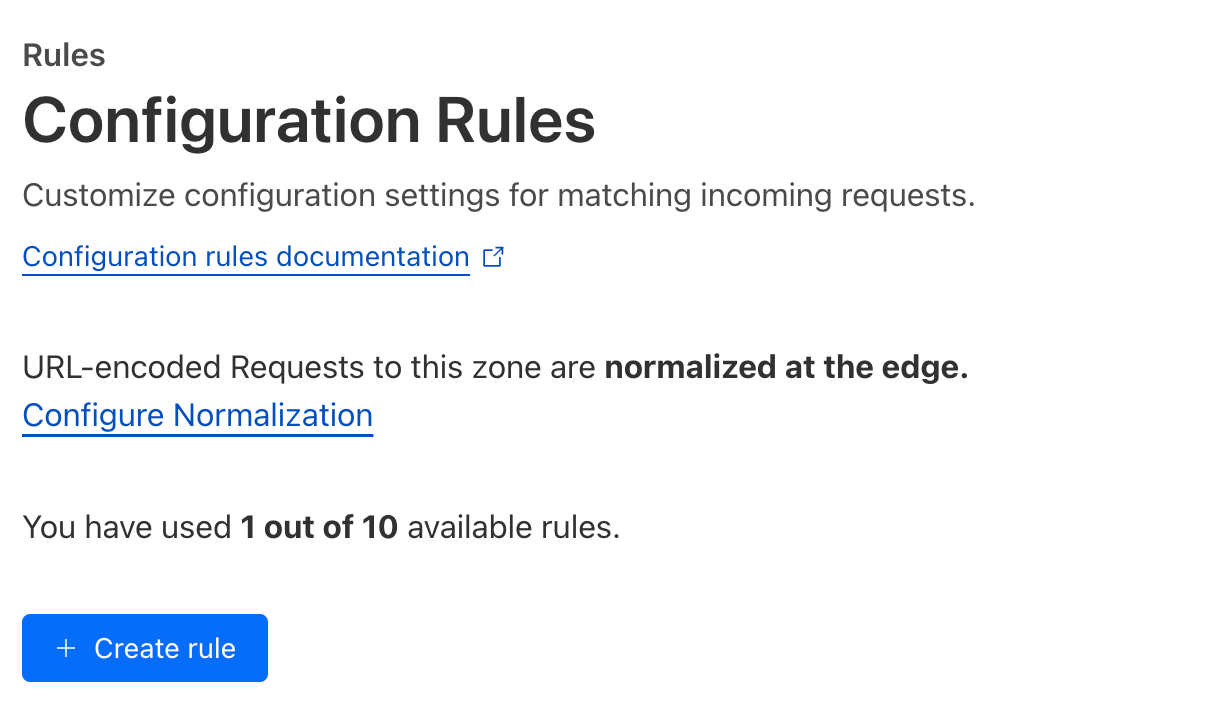 Rules
Configuration Rules
Customize configuration settings for matching incoming requests.
Configuration rules documentation
URL-encoded Requests to this zone are normalized at the edge.
Configure Normalization
You have used 1 out of 10 available rules.
+ Create rule